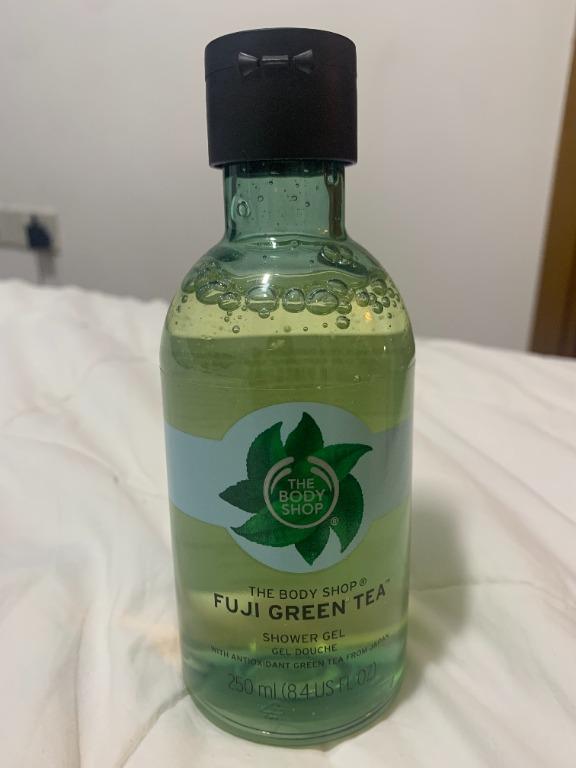 THE
BODY
SHOP
®
THE BODY SHOP®
FUJI GREEN TEA™
SHOWER GEL
GEL DOUCHE
WITH ANTIOXIDANT GREEN TEA FROM JAPAN
250 ml (8.4 US FL OZ)